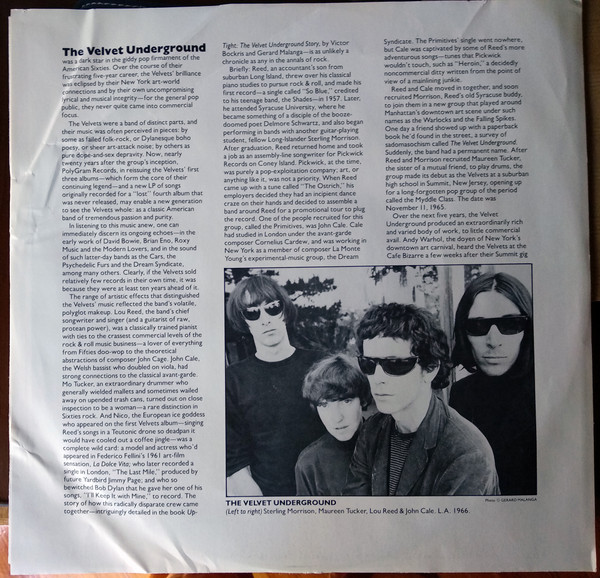 The Velvet Underground
was a dark star in the giddy pop firmament of the
American Sixties. Over the course of their
frustrating five-year career, the Velvets' brilliance
was eclipsed by their New York art-world
connections and by their own uncompromising
lyrical and musical integrity—for the general pop
public, they never quite came into commercial
focus.
The Velvets were a band of distinct parts, and
their music was often perceived in pieces: by
some as failed folk-rock, or Dylanesque boho
poetry, or sheer art-attack noise; by others as
pure dope-and-sex depravity. Now, nearly
twenty years after the group's inception,
PolyGram Records, in reissuing the Velvets' first
three albums—which form the core of their
continuing legend—and a new LP of songs
originally recorded for a "lost" fourth album that
was never released, may enable a new generation
to see the Velvets whole: as a classic American
band of tremendous passion and purity.
In listening to this music anew, one can
immediately discern its ongoing echoes—in the
early work of David Bowie, Brian Eno, Roxy
Music and the Modern Lovers, and in the sound
of such latter-day bands as the Cars, the
Psychedelic Furs and the Dream Syndicate,
among many others. Clearly, if the Velvets sold
relatively few records in their own time, it was
because they were at least ten years ahead of it.
The range of artistic effects that distinguished
the Velvets' music reflected the band's volatile,
polyglot makeup. Lou Reed, the band's chief
songwriter and singer (and a guitarist of raw,
protean power), was a classically trained pianist
with ties to the crassest commercial levels of the
rock & roll music business—a lover of everything
from Fifties doo-wop to the theoretical
abstractions of composer John Cage. John Cale,
the Welsh bassist who doubled on viola, had
strong connections to the classical avant-garde.
Mo Tucker, an extraordinary drummer who
generally wielded mallets and sometimes wailed
away on upended trash cans, turned out on close
inspection to be a woman—a rare distinction in
Sixties rock. And Nico, the European ice goddess
who appeared on the first Velvets album—singing
Reed's songs in a Teutonic drone so deadpan it
would have cooled out a coffee jingle—was a
complete wild card: a model and actress who'd
appeared in Federico Fellini's 1961 art-film
sensation, La Dolce Vita; who later recorded a
single in London, "The Last Mile," produced by
future Yardbird Jimmy Page; and who so
bewitched Bob Dylan that he gave her one of his
songs, "I'll Keep It with Mine," to record. The
story of how this radically disparate crew came
together—intriguingly detailed in the book Up-
Tight: The Velvet Underground Story, by Victor
Bockris and Gerard Malanga—is as unlikely a
chronicle as any in the annals of rock.
Briefly: Reed, an accountant's son from
suburban Long Island, threw over his classical
piano studies to pursue rock & roll, and made his
first record—a single called "So Blue," credited
to his teenage band, the Shades—in 1957. Later,
he attended Syracuse University, where he
became something of a disciple of the booze-
doomed poet Delmore Schwartz, and also began
performing in bands with another guitar-playing
student, fellow Long-Islander Sterling Morrison.
After graduation, Reed returned home and took
a job as an assembly-line songwriter for Pickwick
Records on Coney Island. Pickwick, at the time,
was purely a pop-exploitation company; art, or
anything like it, was not a priority. When Reed
came up with a tune called "The Ostrich," his
employers decided they had an incipient dance
craze on their hands and decided to assemble a
band around Reed for a promotional tour to plug
the record. One of the people recruited for this
group, called the Primitives, was John Cale. Cale
had studied in London under the avant-garde
composer Cornelius Cardew, and was working in
New York as a member of composer La Monte
Young's experimental-music group, the Dream
Syndicate. The Primitives' single went nowhere,
but Cale was captivated by some of Reed's more
adventurous songs—tunes that Pickwick
wouldn't touch, such as "Heroin," a decidedly
noncommercial ditty written from the point of
view of a mainlining junkie.
Reed and Cale moved in together, and soon
recruited Morrison, Reed's old Syracuse buddy,
to join them in a new group that played around
Manhattan's downtown art scene under such
names as the Warlocks and the Falling Spikes.
One day a friend showed up with a paperback
book he'd found in the street, a survey of
sadomasochism called The Velvet Underground.
Suddenly, the band had a permanent name. After
Reed and Morrison recruited Maureen Tucker,
the sister of a mutual friend, to play drums, the
group made its debut as the Velvets at a suburban
high school in Summit, New Jersey, opening up
for a long-forgotten pop group of the period
called the Myddle Class. The date was
November 11, 1965.
Over the next five years, the Velvet
Underground produced an extraordinarily rich
and varied body of work, to little commercial
avail. Andy Warhol, the doyen of New York's
downtown art carnival, heard the Velvets at the
Cafe Bizarre a few weeks after their Summit gig
Photo: © GERARD MALANGA
THE VELVET UNDERGROUND
(Left to right) Sterling Morrison, Maureen Tucker, Lou Reed & John Cale. L.A. 1966.